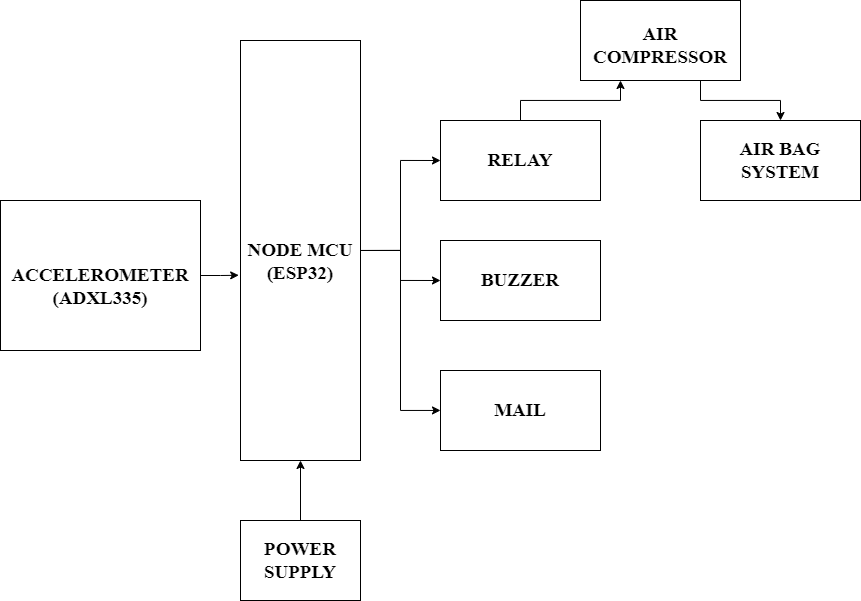 AIR
COMPRESSOR
RELAY
AIR BAG
SYSTEM
NODE MCU
(ESP32)
ACCELEROMETER
(ADXL335)
BUZZER
MAIL
POWER
SUPPLY